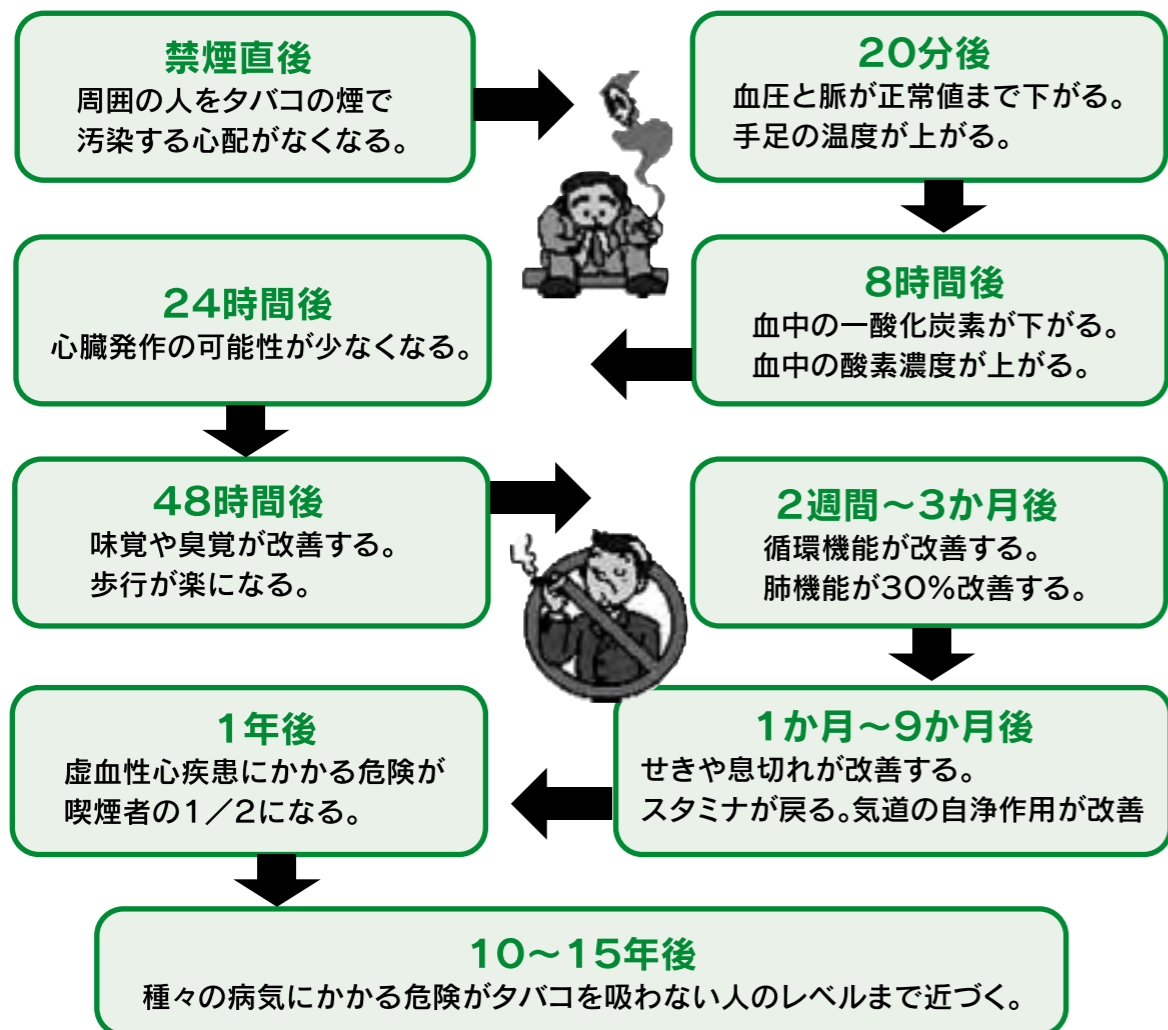 禁煙直後
周囲の人をタバコの煙で
汚染する心配がなくなる。
20分後
血圧と脈が正常値まで下がる。
手足の温度が上がる。
8時間後
血中の一酸化炭素が下がる。
血中の酸素濃度が上がる。
24時間後
心臓発作の可能性が少なくなる。
48時間後
味覚や臭覚が改善する。
歩行が楽になる。
2週間〜3か月後
循環機能が改善する。
肺機能が30%改善する。
1か月〜9か月後
せきや息切れが改善する。
スタミナが戻る。気道の自浄作用が改善
1年後
虚血性心疾患にかかる危険が
喫煙者の1／2になる。
10〜15年後
種々の病気にかかる危険がタバコを吸わない人のレベルまで近づく。